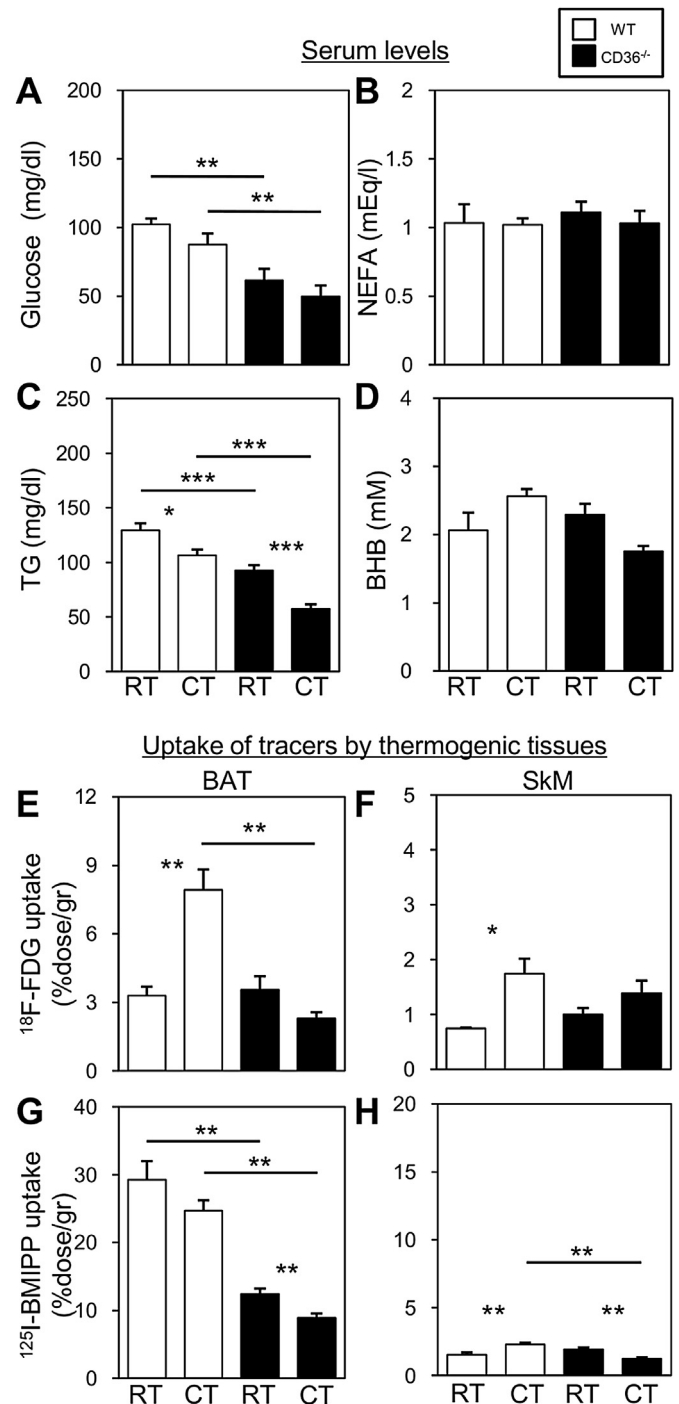 WT
CD36-/-
Serum levels
A
B
200
150
100
50
0
Glucose (mg/dl)
**
**
2
1.5
1
0.5
0
NEFA (mEq/l)
C
D
250
200
150
100
50
0
TG (mg/dl)
***
***
*
***
RT CT RT CT
4
3
2
1
0
BHB (mM)
RT CT RT CT
Uptake of tracers by thermogenic tissues
BAT
SkM
E
F
12
9
6
3
0
18F-FDG uptake
(%dose/gr)
**
**
5
4
3
2
1
0
*
G
H
40
30
20
10
0
125I-BMIPP uptake
(%dose/gr)
**
**
**
RT CT RT CT
20
15
10
5
0
**
**
**
RT CT RT CT